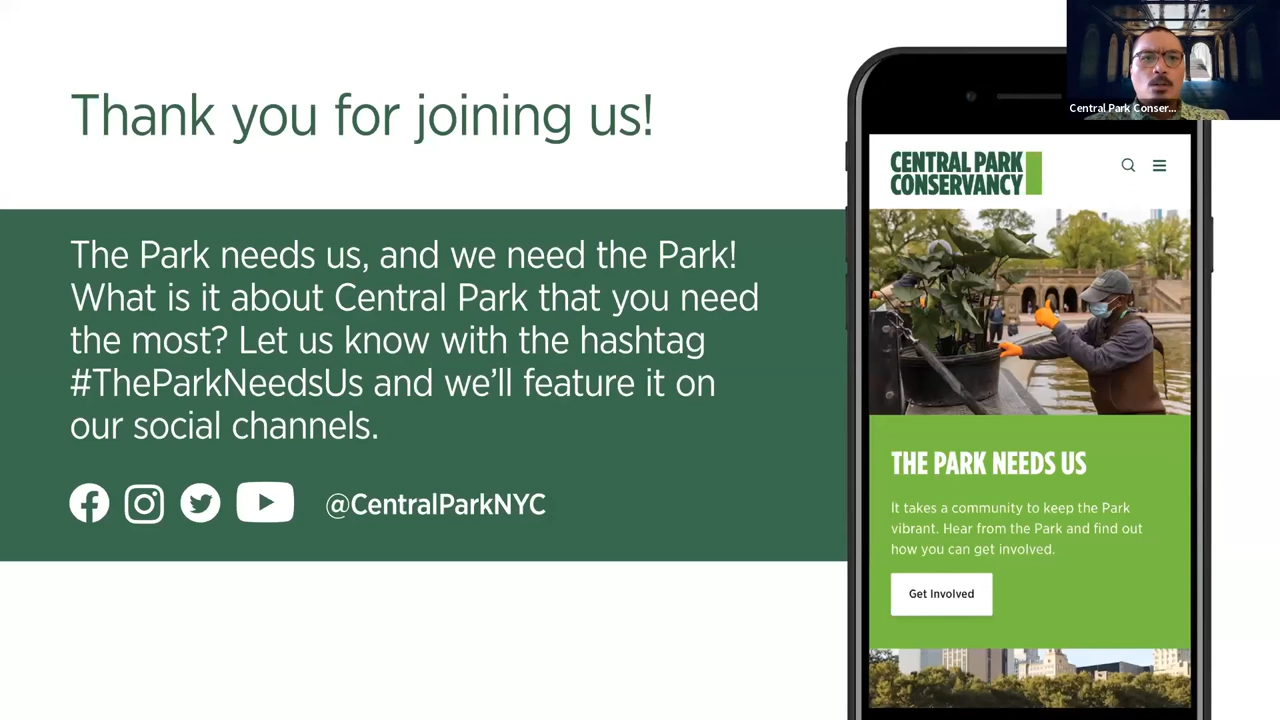 Thank you for joining us!
The Park needs us, and we need the Park!
What is it about Central Park that you need
the most? Let us know with the hashtag
#TheParkNeedsUs and we’ll feature it on
our social channels.
@CentralParkNYC
Central Park Conser...
CENTRAL PARK
CONSERVANCY
THE PARK NEEDS US
It takes a community to keep the Park
vibrant. Hear from the Park and find out
how you can get involved.
Get Involved